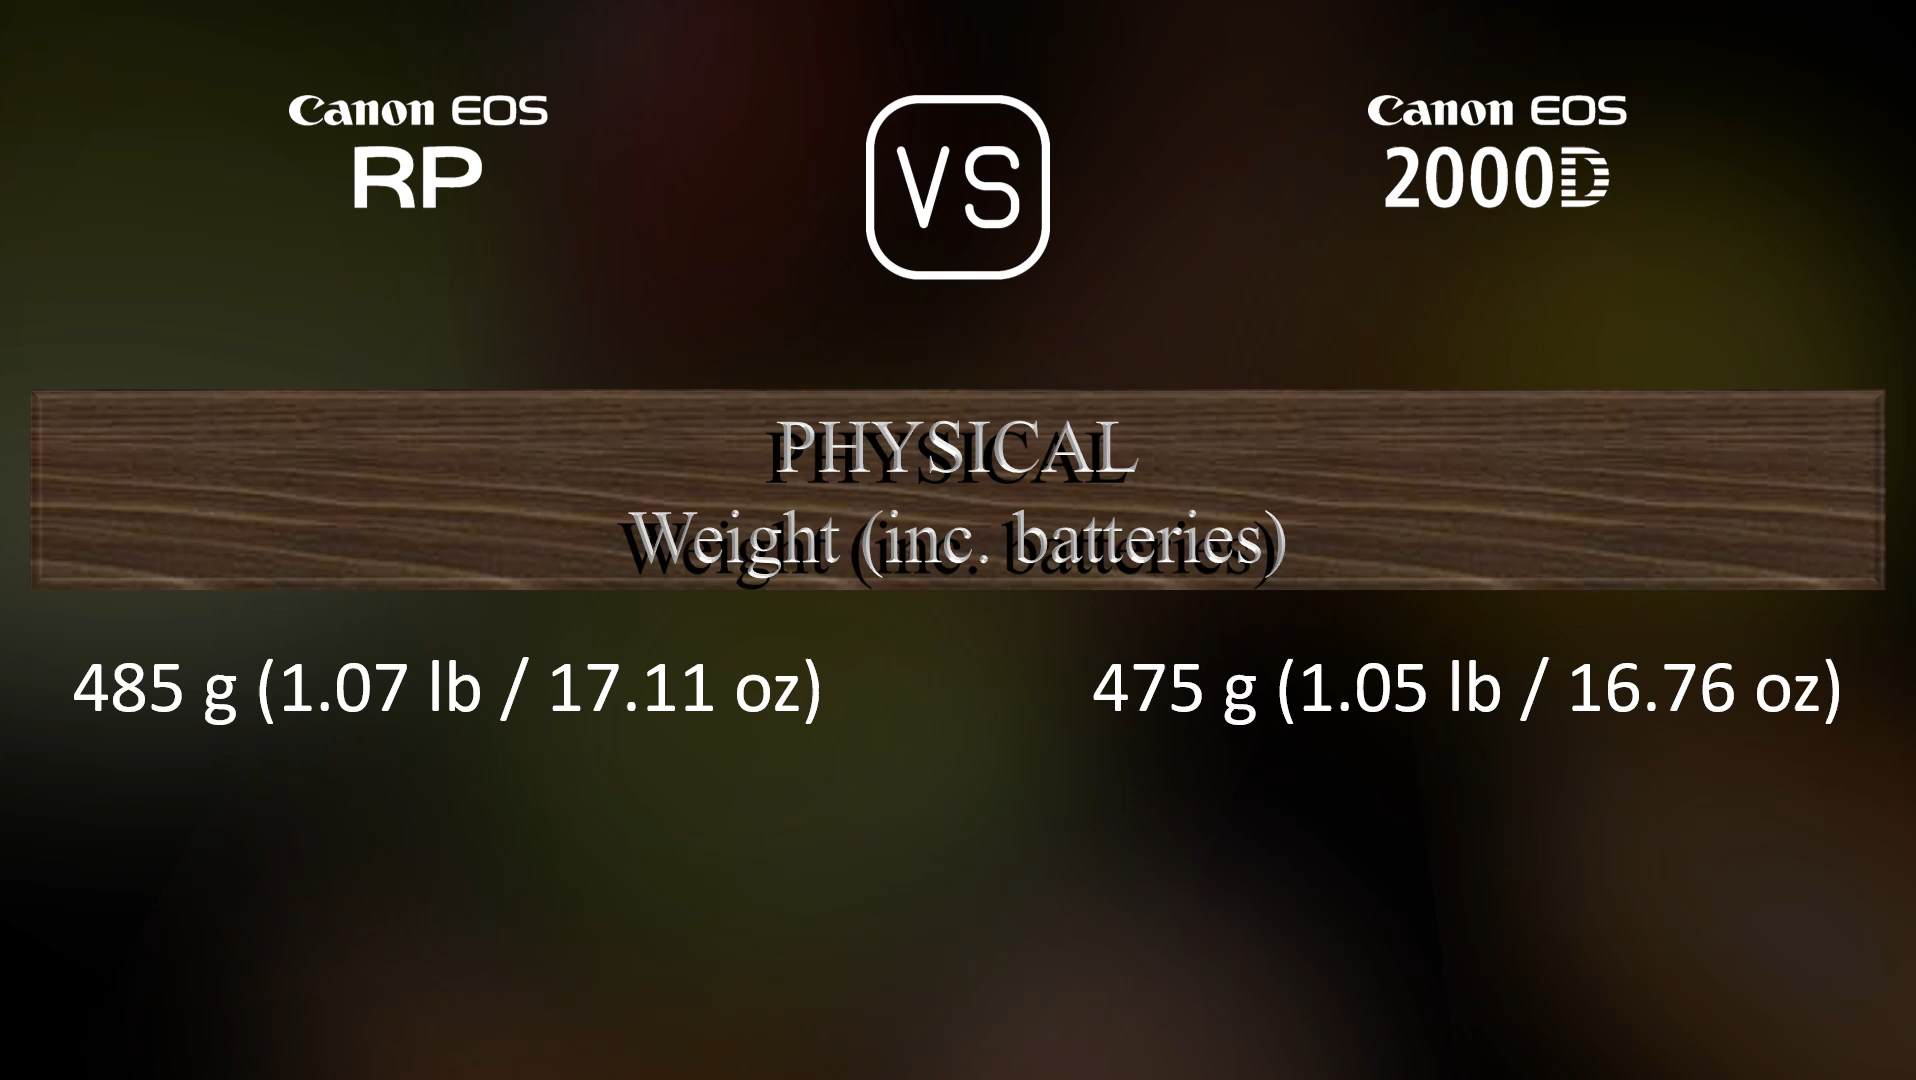 Canon EOS
RP
VS
Canon EOS
2000D
PHYSICAL
Weight (inc. batteries)
485 g (1.07 lb / 17.11 oz)
475 g (1.05 lb / 16.76 oz)